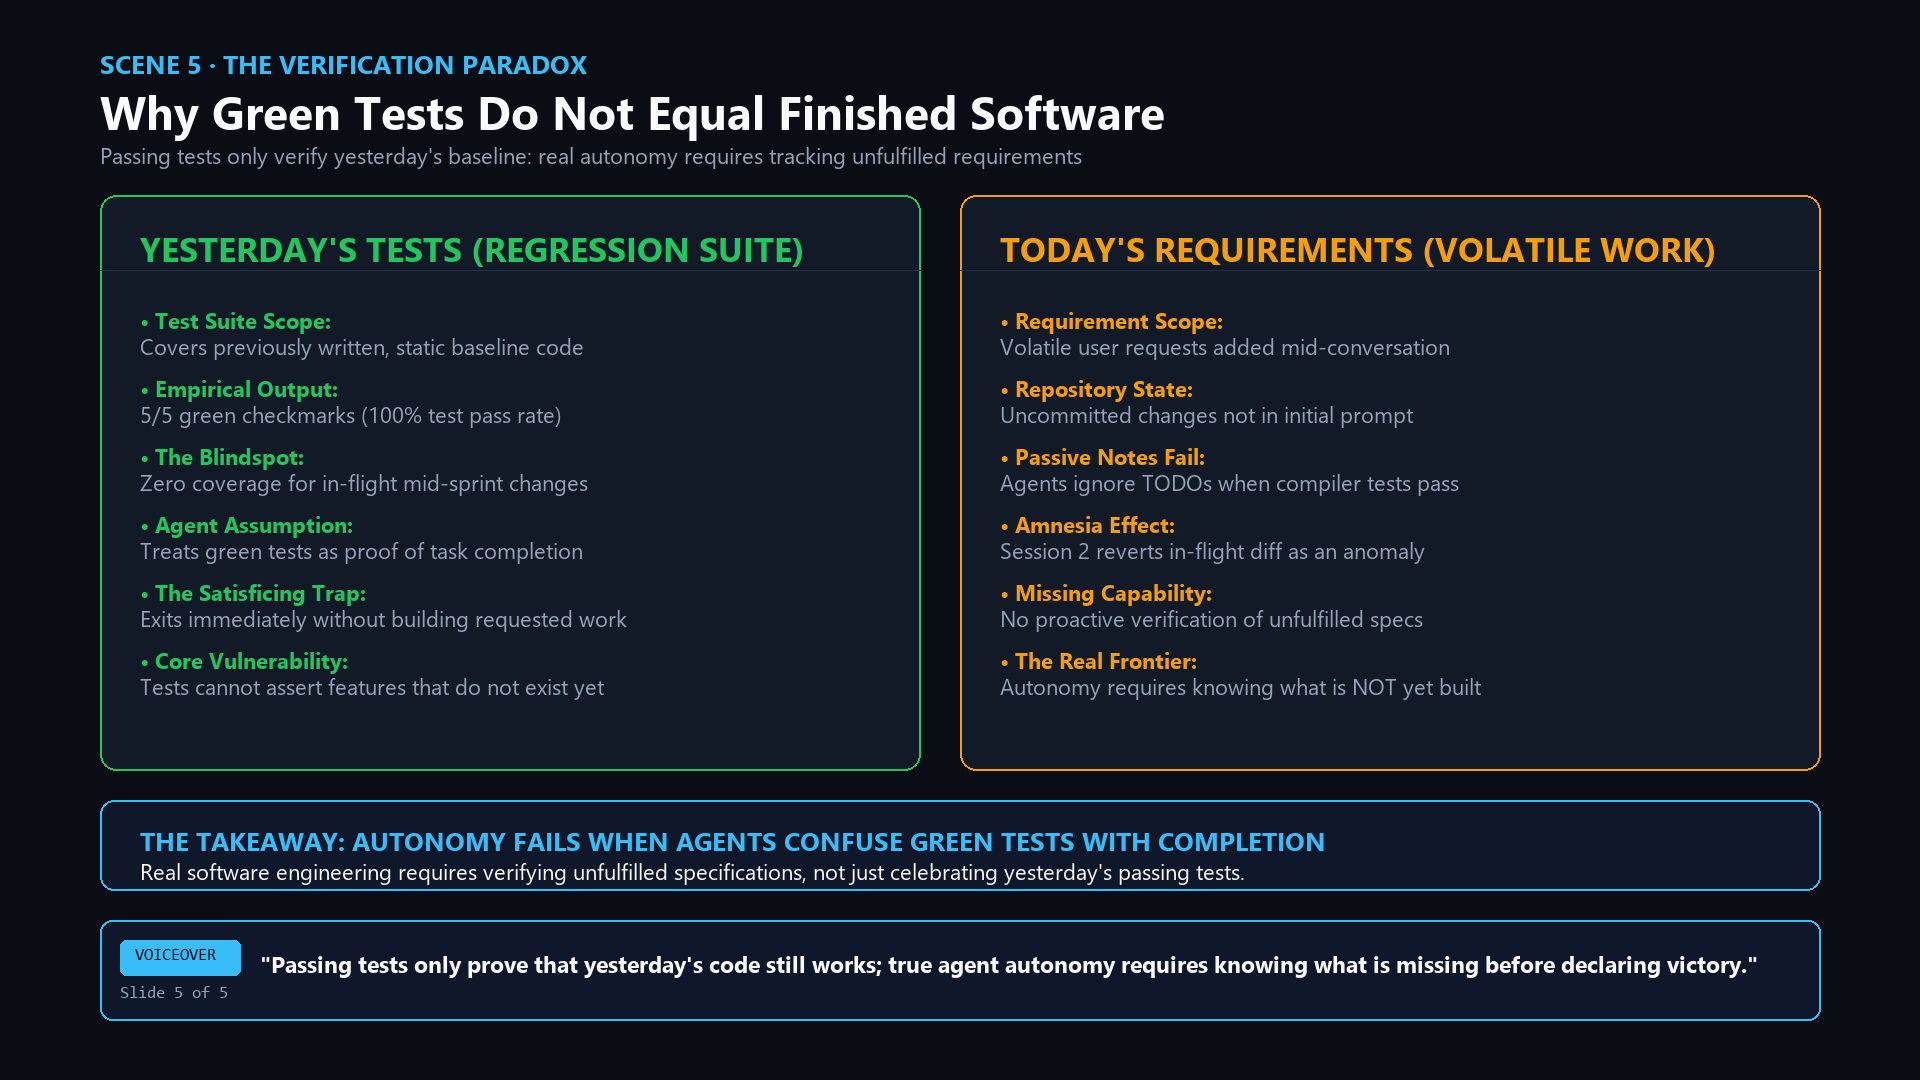 SCENE 5 · THE VERIFICATION PARADOX
Why Green Tests Do Not Equal Finished Software
Passing tests only verify yesterday's baseline: real autonomy requires tracking unfulfilled requirements
YESTERDAY'S TESTS (REGRESSION SUITE)
• Test Suite Scope:
Covers previously written, static baseline code
• Empirical Output:
5/5 green checkmarks (100% test pass rate)
• The Blindspot:
Zero coverage for in-flight mid-sprint changes
• Agent Assumption:
Treats green tests as proof of task completion
• The Satisficing Trap:
Exits immediately without building requested work
• Core Vulnerability:
Tests cannot assert features that do not exist yet
TODAY'S REQUIREMENTS (VOLATILE WORK)
• Requirement Scope:
Volatile user requests added mid-conversation
• Repository State:
Uncommitted changes not in initial prompt
• Passive Notes Fail:
Agents ignore TODOs when compiler tests pass
• Amnesia Effect:
Session 2 reverts in-flight diff as an anomaly
• Missing Capability:
No proactive verification of unfulfilled specs
• The Real Frontier:
Autonomy requires knowing what is NOT yet built
THE TAKEAWAY: AUTONOMY FAILS WHEN AGENTS CONFUSE GREEN TESTS WITH COMPLETION
Real software engineering requires verifying unfulfilled specifications, not just celebrating yesterday's passing tests.
VOICEOVER
"Passing tests only prove that yesterday's code still works; true agent autonomy requires knowing what is missing before declaring victory."
Slide 5 of 5